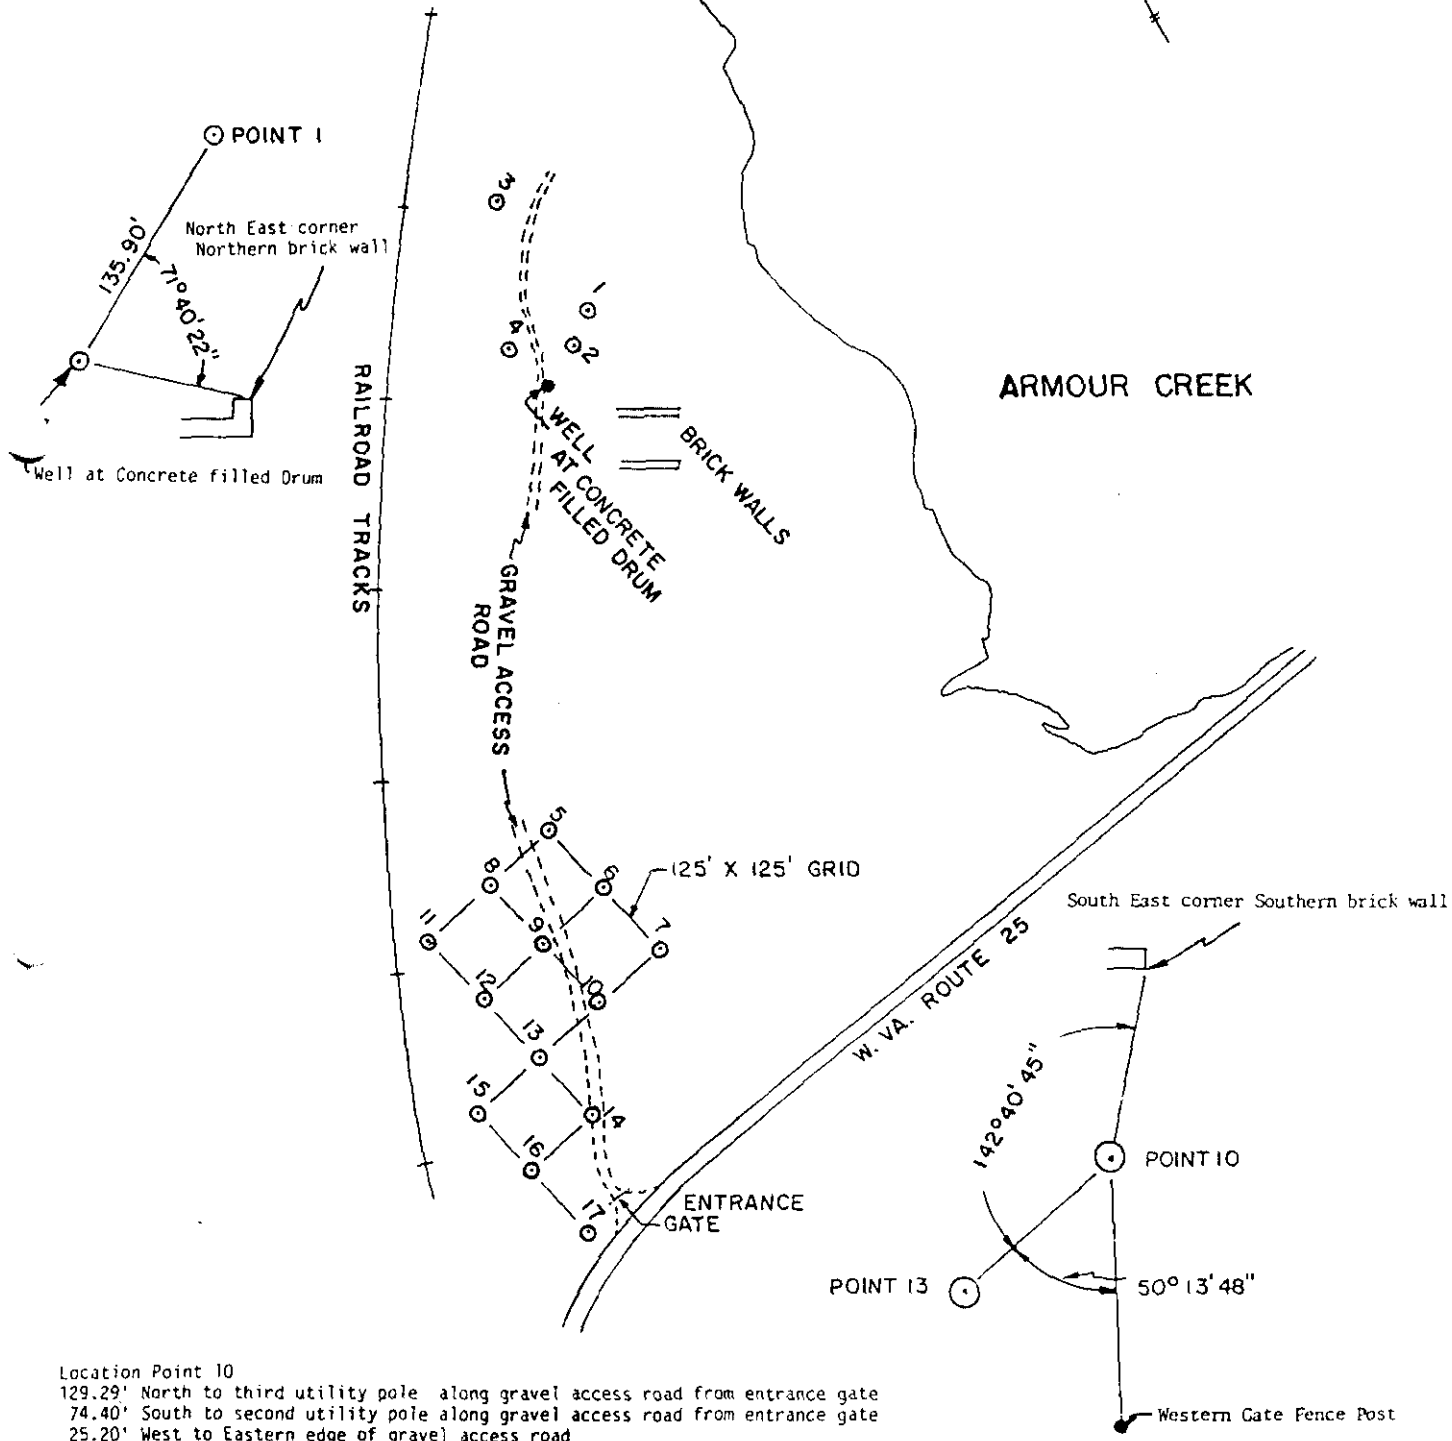 POINT 1
North East corner
Northern brick wall
135.90'
71°40'22"
Well at Concrete filled Drum
3
1
4
2
RAILROAD TRACKS
WELL
AT CONCRETE
FILLED DRUM
BRICK WALLS
ARMOUR CREEK
GRAVEL ACCESS
ROAD
5
8
6
125' X 125' GRID
11
9
7
12
10
13
15
14
16
17
ENTRANCE
GATE
W. VA. ROUTE 25
South East corner Southern brick wall
142°40'45"
POINT 10
POINT 13
50°13'48"
Western Gate Fence Post
Location Point 10
129.29' North to third utility pole along gravel access road from entrance gate
74.40' South to second utility pole along gravel access road from entrance gate
25.20' West to Eastern edge of gravel access road